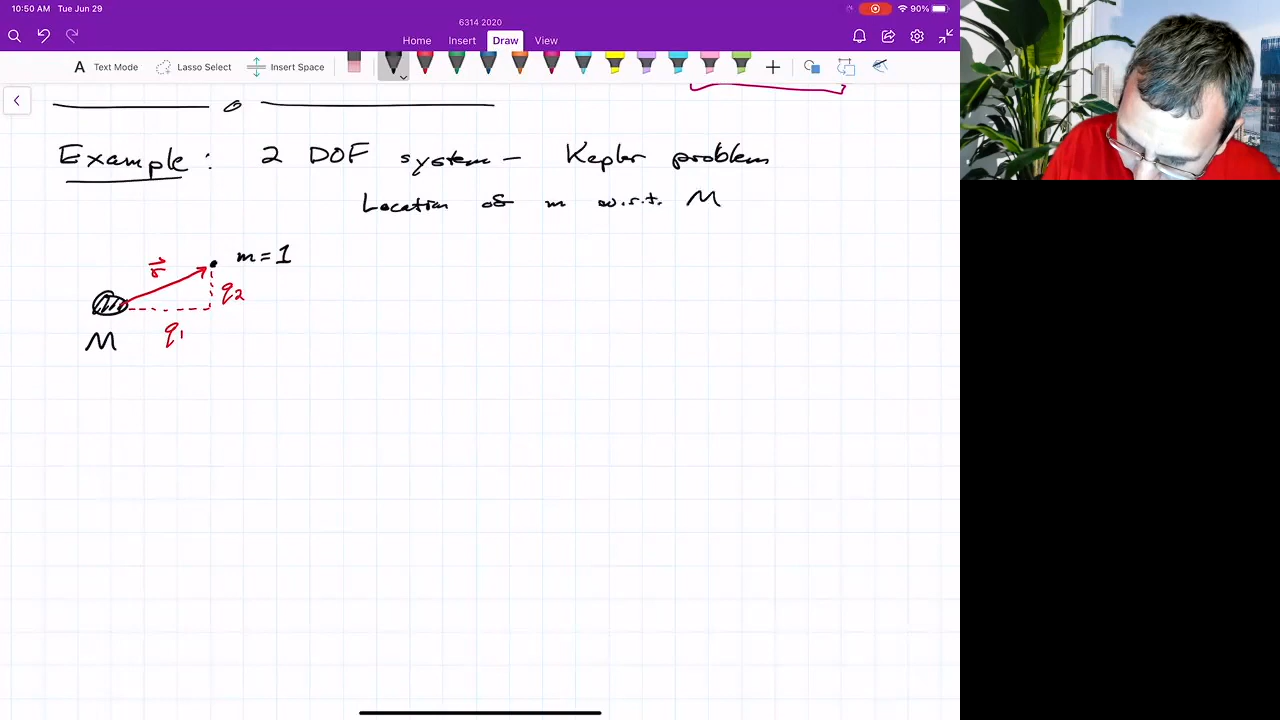 10:50 AM Tue Jun 29
90%
6314 2020
Home Insert Draw View
Text Mode Lasso Select Insert Space
Example: 2 DOF system – Kepler problem
Location of m w.r.t. M
r m = 1
q2
q1
M